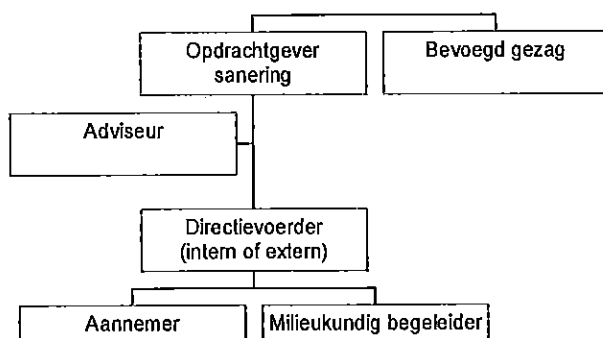 Opdrachtgever
sanering
Bevoegd gezag
Adviseur
Directievoerder
(intern of extern)
Aannemer
Milieukundig begeleider